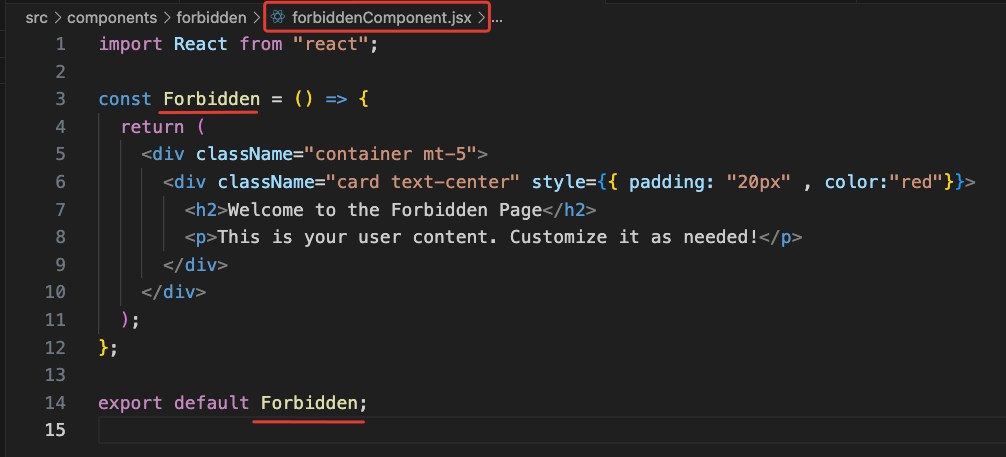 src > components > forbidden > forbiddenComponent.jsx > ...
1 import React from "react";
2
3 const Forbidden = () => {
4   return (
5     <div className="container mt-5">
6       <div className="card text-center" style={{ padding: "20px" , color:"red"}}>
7         <h2>Welcome to the Forbidden Page</h2>
8         <p>This is your user content. Customize it as needed!</p>
9       </div>
10     </div>
11   );
12 };
13
14 export default Forbidden;
15